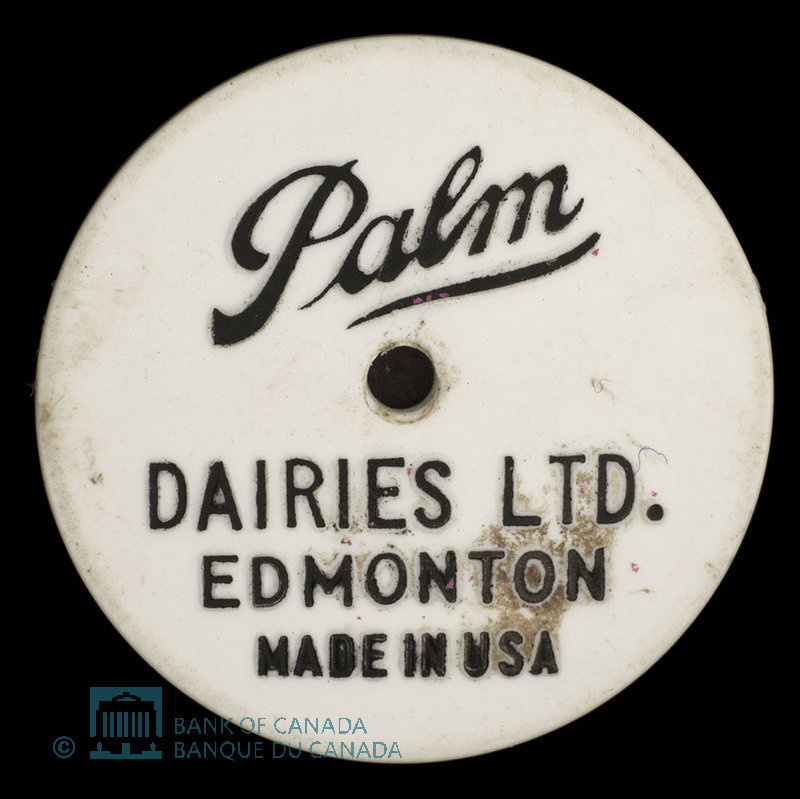 Palm
DAIRIES LTD.
EDMONTON
MADE IN USA
© BANK OF CANADA
BANQUE DU CANADA